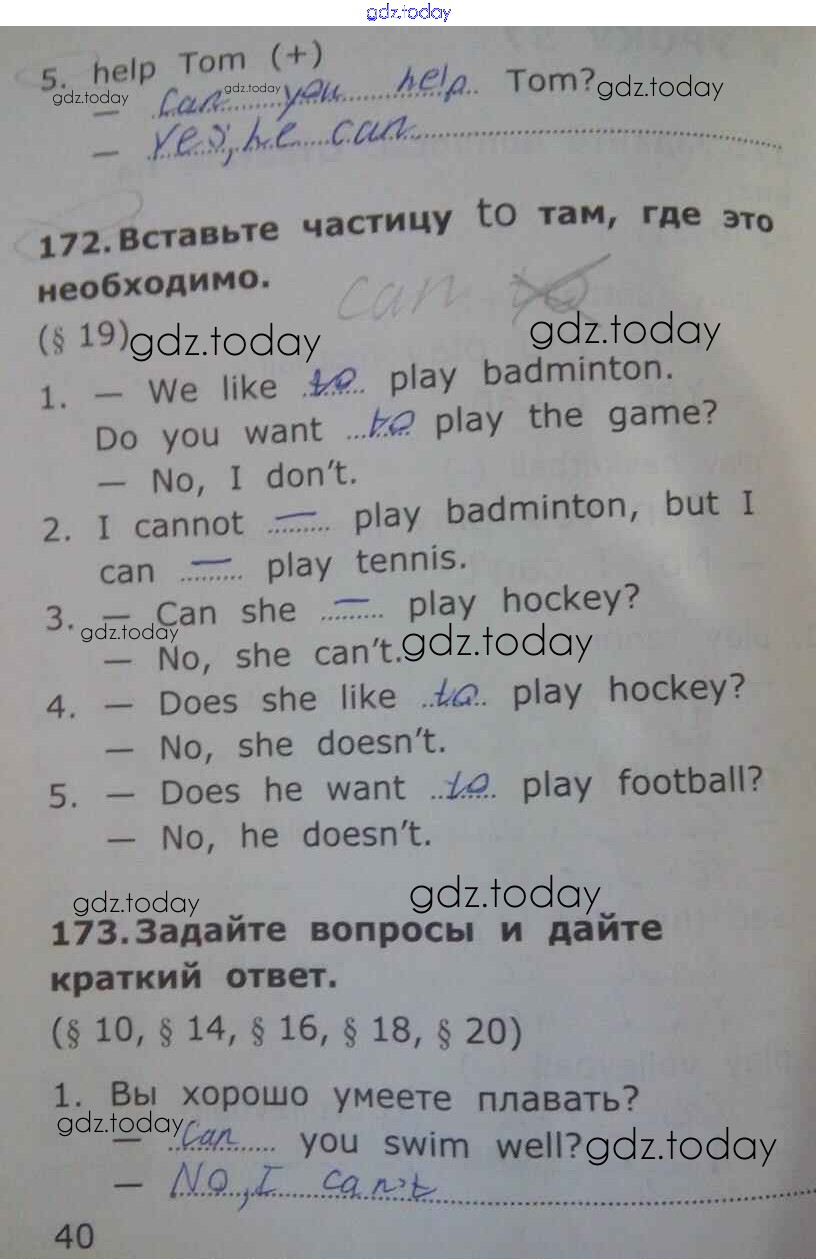 gdz.today
5. help Tom (+)
gdz.today gdz.today gdz.today
— Can you help Tom?
— Yes, he can
172. Вставьте частицу to там, где это
необходимо.
can to
(§ 19) gdz.today gdz.today
1. — We like to play badminton.
Do you want to play the game?
— No, I don't.
2. I cannot — play badminton, but I
can — play tennis.
3. — Can she — play hockey?
gdz.today
— No, she can't. gdz.today
4. — Does she like to play hockey?
— No, she doesn't.
5. — Does he want to play football?
— No, he doesn't.
gdz.today gdz.today
173. Задайте вопросы и дайте
краткий ответ.
(§ 10, § 14, § 16, § 18, § 20)
1. Вы хорошо умеете плавать?
gdz.today
— Can you swim well? gdz.today
— No, I can't
40